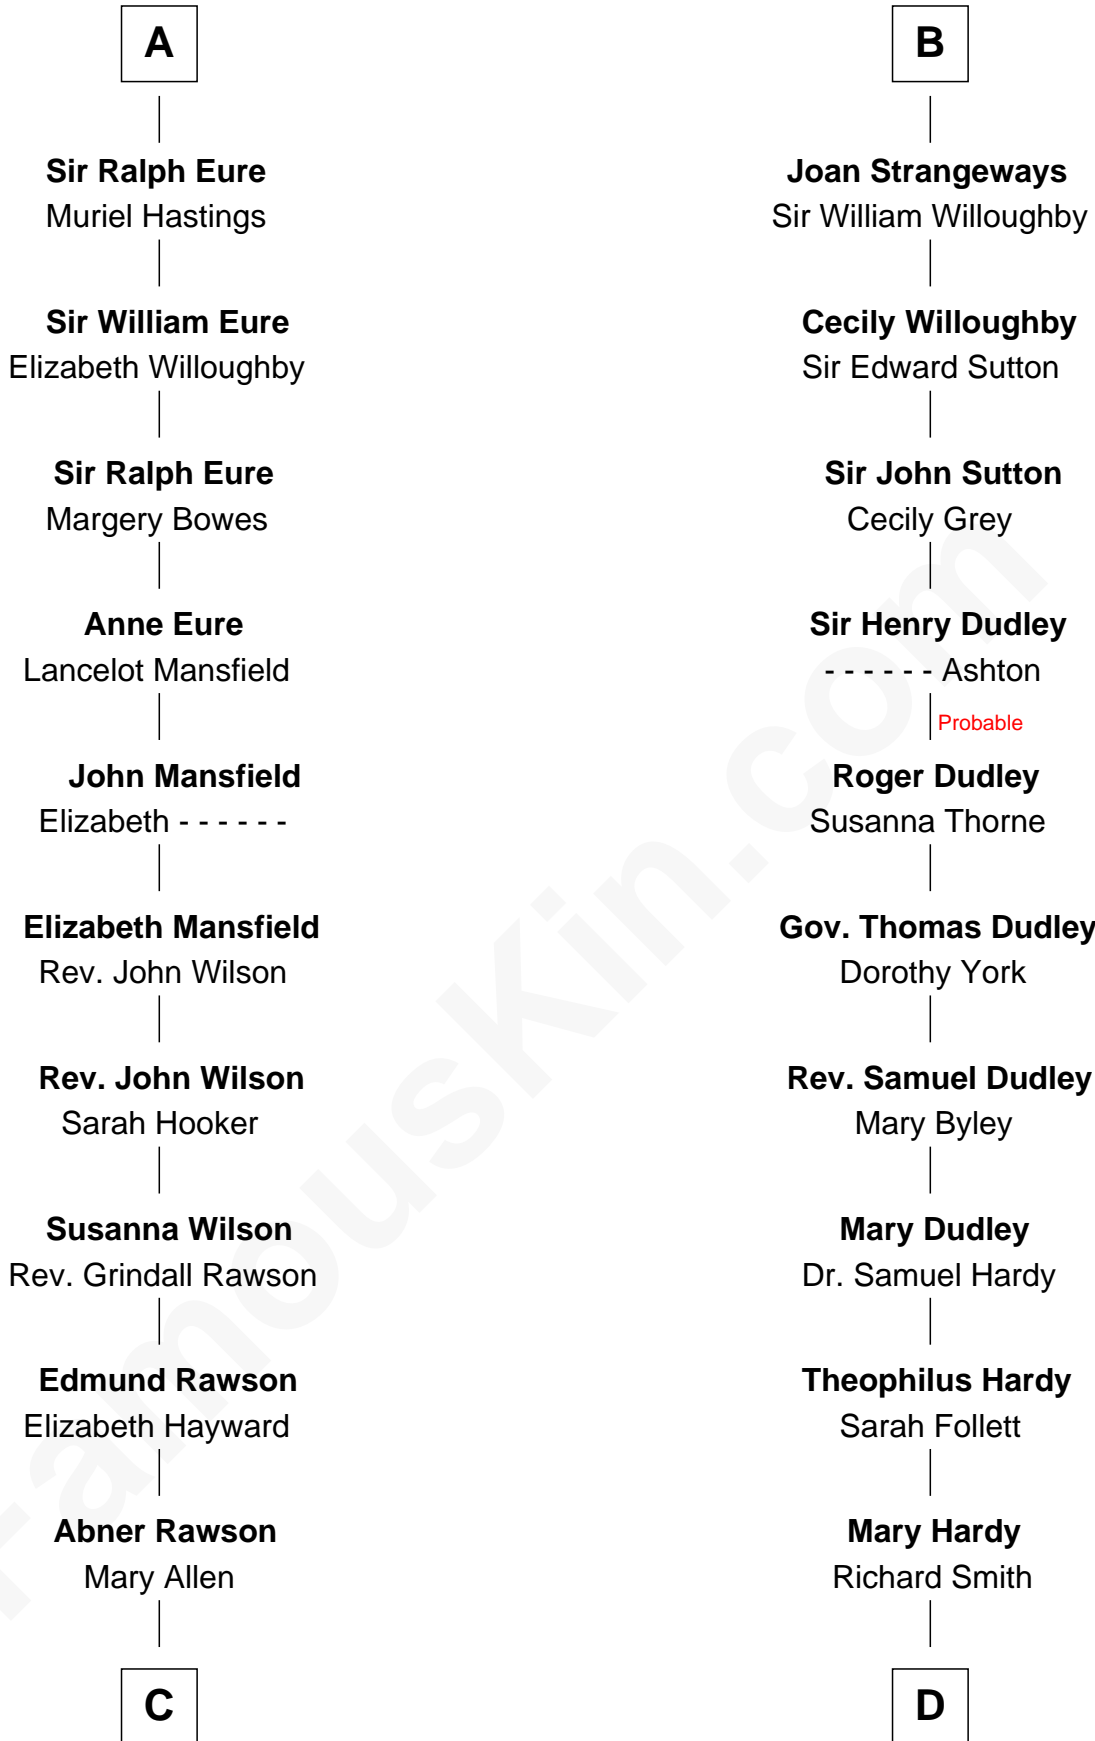 A
Sir Ralph Eure
Muriel Hastings
Sir William Eure
Elizabeth Willoughby
Sir Ralph Eure
Margery Bowes
Anne Eure
Lancelot Mansfield
John Mansfield
Elizabeth - - - - - -
Elizabeth Mansfield
Rev. John Wilson
Rev. John Wilson
Sarah Hooker
Susanna Wilson
Rev. Grindall Rawson
Edmund Rawson
Elizabeth Hayward
Abner Rawson
Mary Allen
C
B
Joan Strangeways
Sir William Willoughby
Cecily Willoughby
Sir Edward Sutton
Sir John Sutton
Cecily Grey
Sir Henry Dudley
- - - - - - Ashton
Probable
Roger Dudley
Susanna Thorne
Gov. Thomas Dudley
Dorothy York
Rev. Samuel Dudley
Mary Byley
Mary Dudley
Dr. Samuel Hardy
Theophilus Hardy
Sarah Follett
Mary Hardy
Richard Smith
D
FamousKin.com